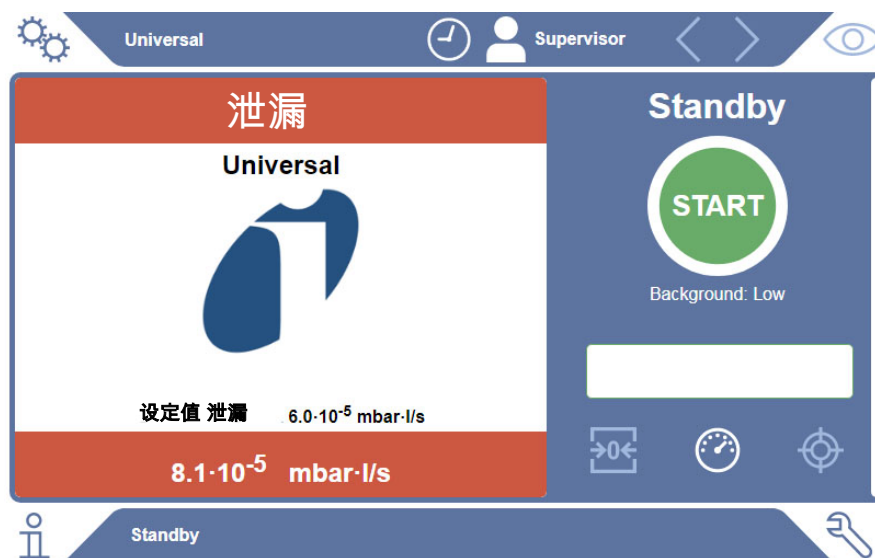 Universal
Supervisor
泄漏
Universal
设定值 泄漏 6.0·10⁻⁵ mbar·l/s
8.1·10⁻⁵ mbar·l/s
Standby
START
Background: Low
→0←
Standby